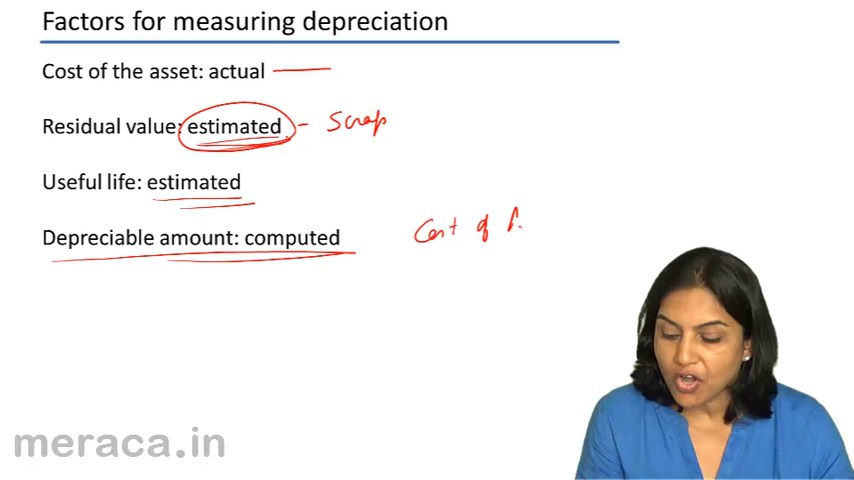 Factors for measuring depreciation
Cost of the asset: actual
Residual value: estimated - Scrap
Useful life: estimated
Depreciable amount: computed Cost of
meraca.in